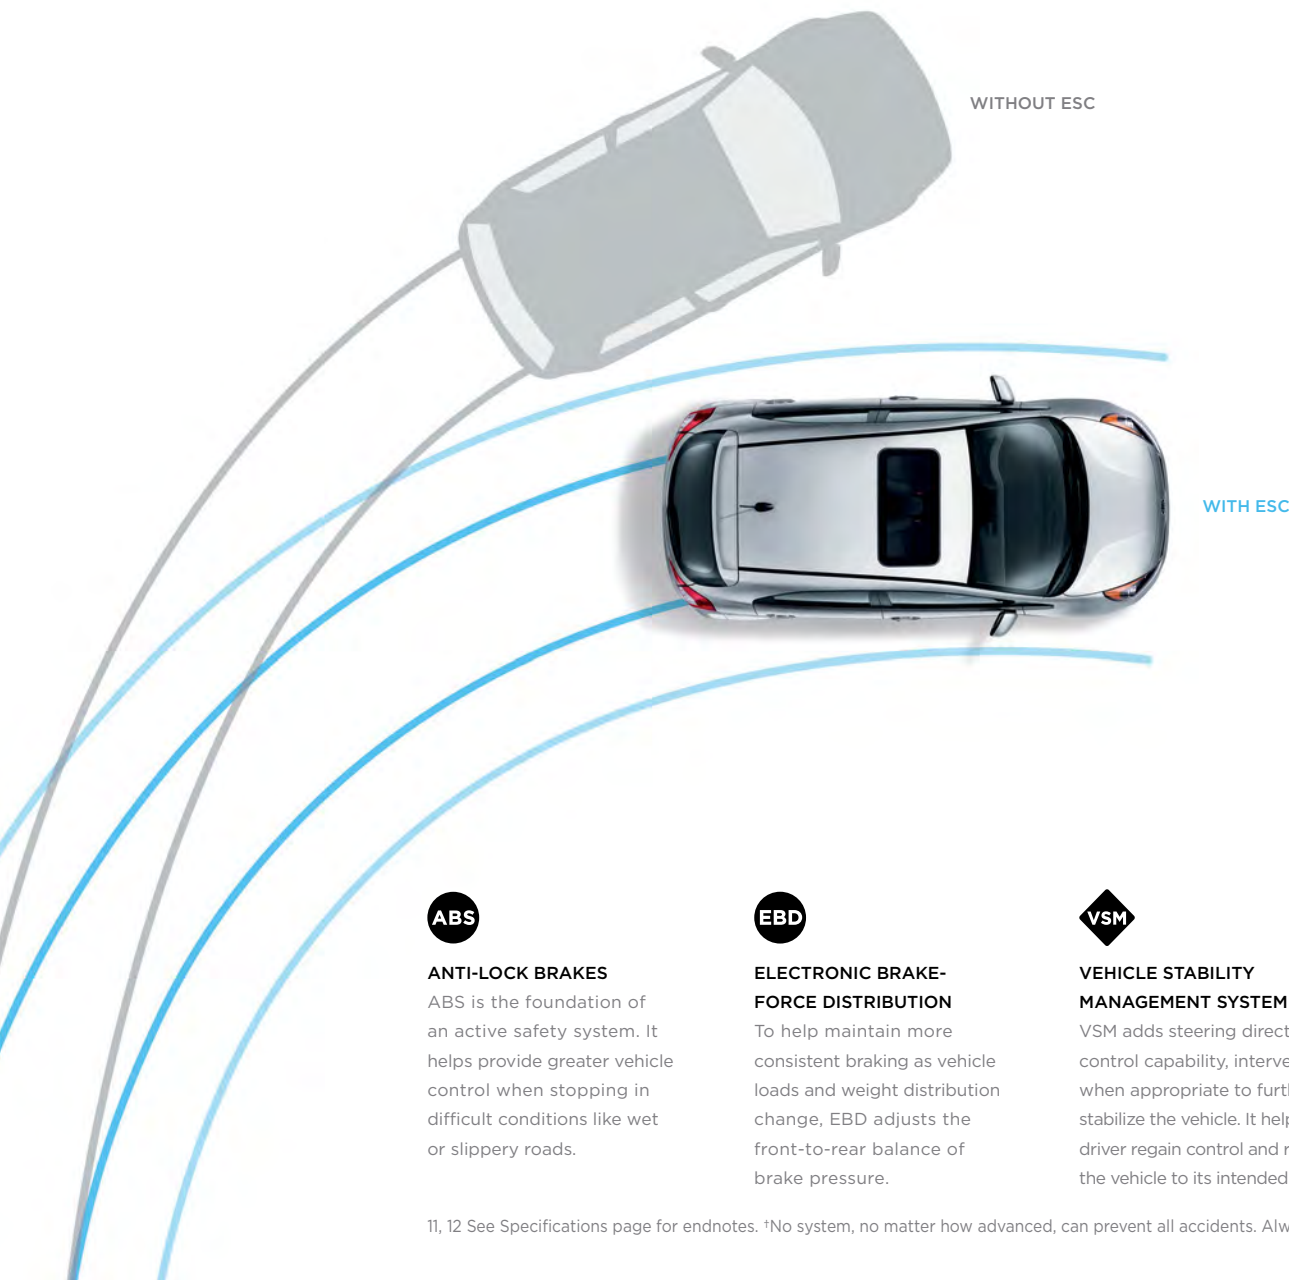 WITHOUT ESC
WITH ESC
ABS
ANTI-LOCK BRAKES
ABS is the foundation of
an active safety system. It
helps provide greater vehicle
control when stopping in
difficult conditions like wet
or slippery roads.
EBD
ELECTRONIC BRAKE-
FORCE DISTRIBUTION
To help maintain more
consistent braking as vehicle
loads and weight distribution
change, EBD adjusts the
front-to-rear balance of
brake pressure.
VSM
VEHICLE STABILITY
MANAGEMENT SYSTEM
VSM adds steering
control capability,
when appropriate to
stabilize the vehicle. It
driver regain control and
the vehicle to its intended
11, 12 See Specifications page for endnotes. †No system, no matter how advanced, can prevent all accidents.